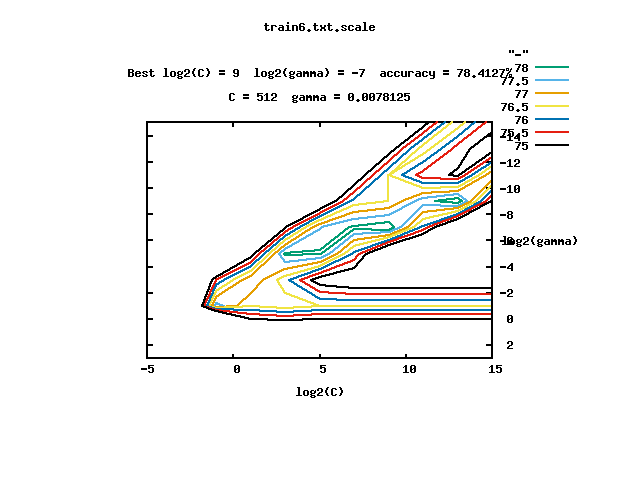 train6.txt.scale
"-"
Best log2(C) = 9  log2(gamma) = -7  accuracy = 78.4127%
78
77.5
77
C = 512  gamma = 0.0078125
76.5
76
75.5
-14
75
-12
-10
-8
-6
log2(gamma)
-4
-2
0
2
-5 0 5 10 15
log2(C)